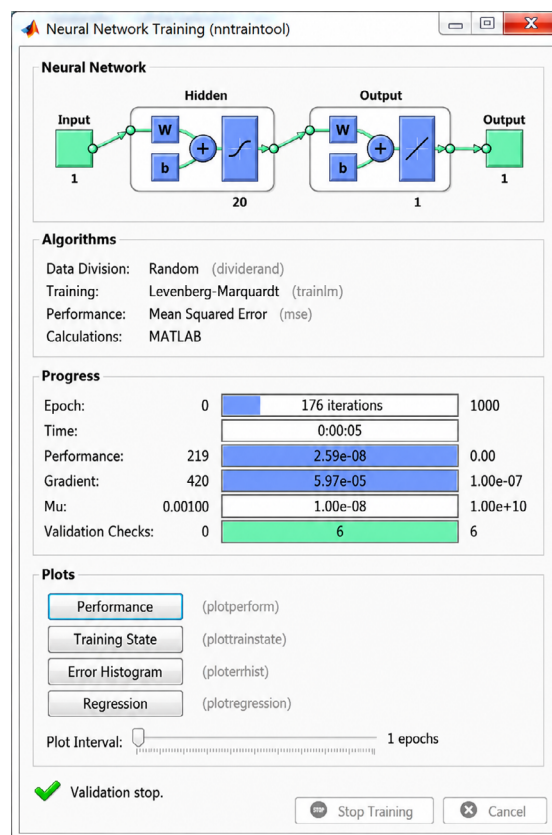 Neural Network Training (nntraintool)
Neural Network
Hidden Output
Input Output
W W
+ +
b b
1 1
20 1
Algorithms
Data Division: Random (dividerand)
Training: Levenberg-Marquardt (trainlm)
Performance: Mean Squared Error (mse)
Calculations: MATLAB
Progress
Epoch: 0 176 iterations 1000
Time: 0:00:05
Performance: 219 2.59e-08 0.00
Gradient: 420 5.97e-05 1.00e-07
Mu: 0.00100 1.00e-08 1.00e+10
Validation Checks: 0 6 6
Plots
Performance (plotperform)
Training State (plottrainstate)
Error Histogram (ploterrhist)
Regression (plotregression)
Plot Interval: 1 epochs
Validation stop.
STOP Stop Training Cancel